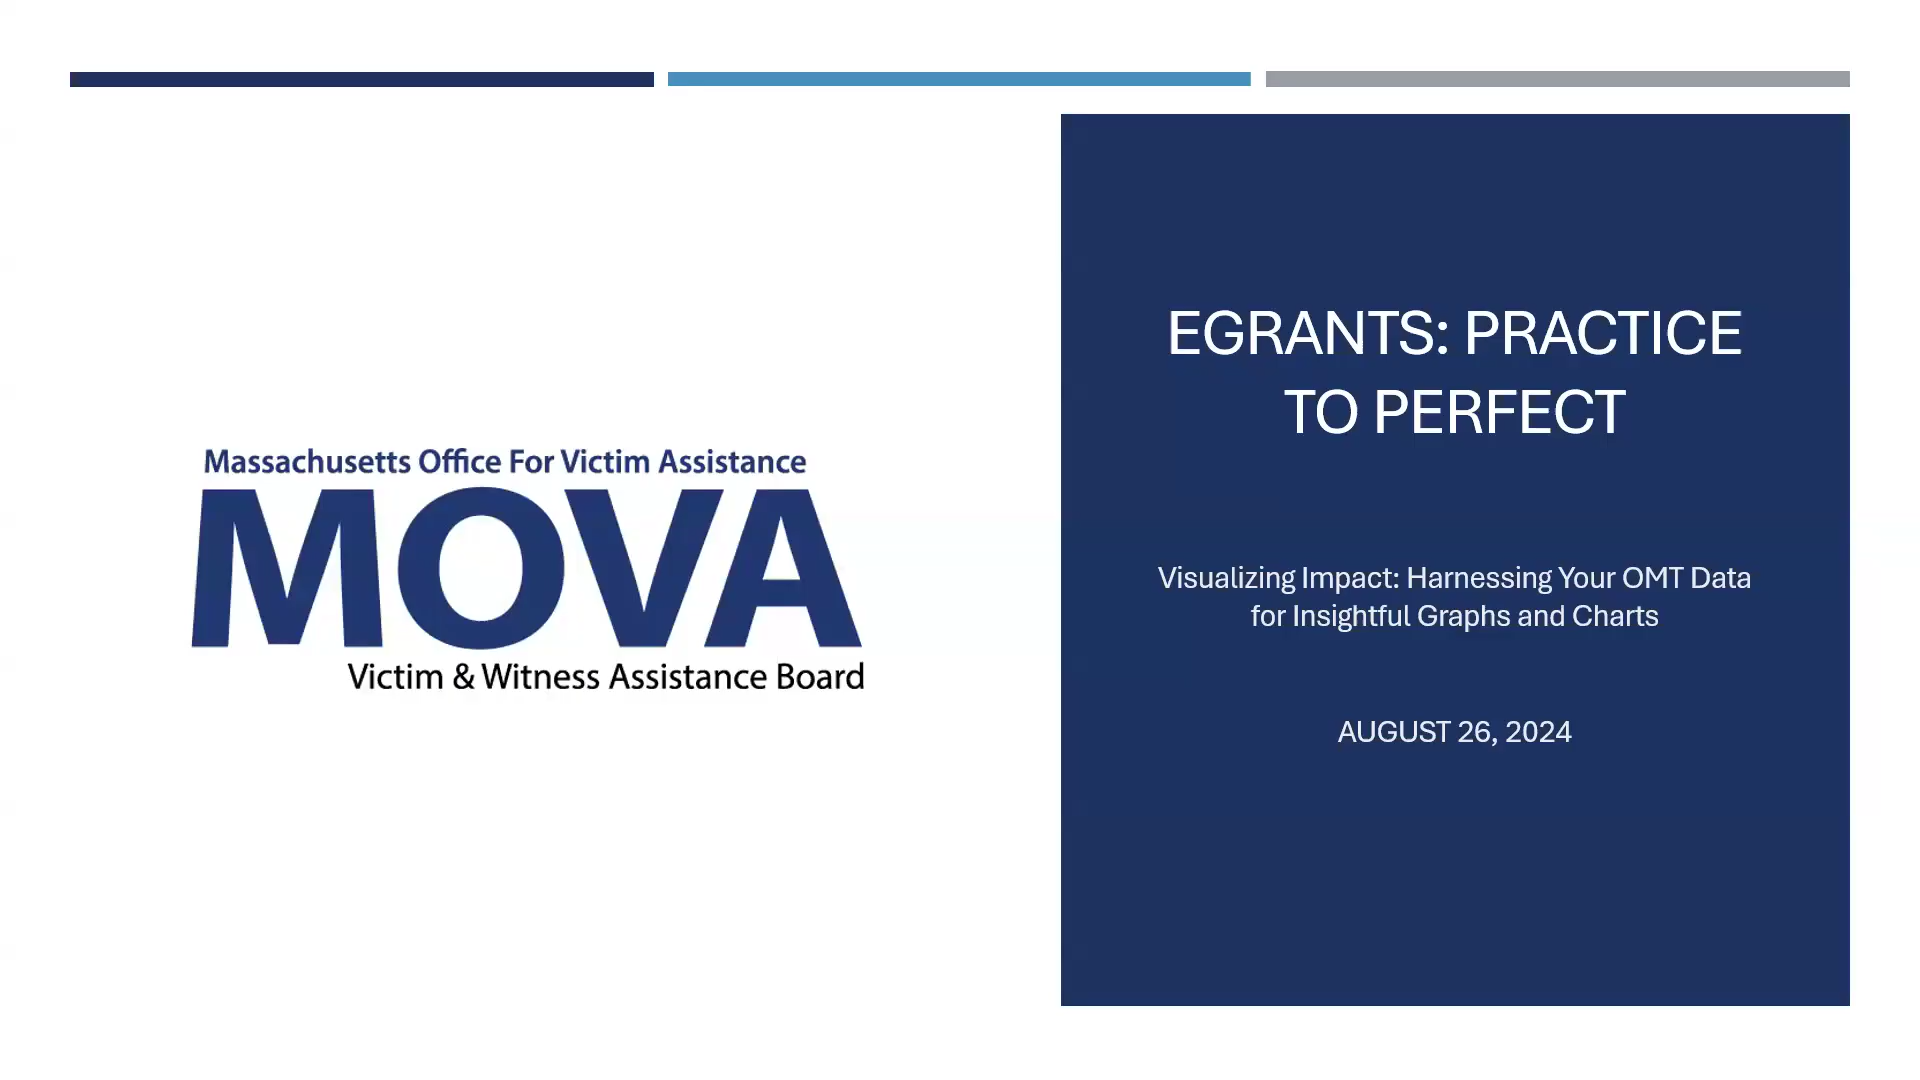 Massachusetts Office For Victim Assistance
MOVA
Victim & Witness Assistance Board
EGRANTS: PRACTICE
TO PERFECT
Visualizing Impact: Harnessing Your OMT Data
for Insightful Graphs and Charts
AUGUST 26, 2024